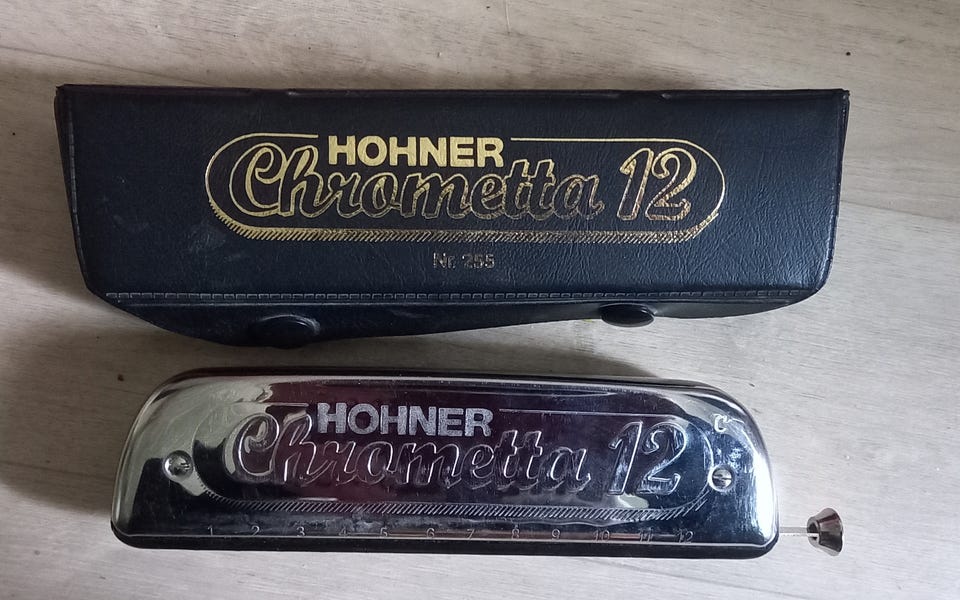 HOHNER
Chrometta 12
Nr. 255
HOHNER
C
Chrometta 12
1 2 3 4 5 6 7 8 9 10 11 12